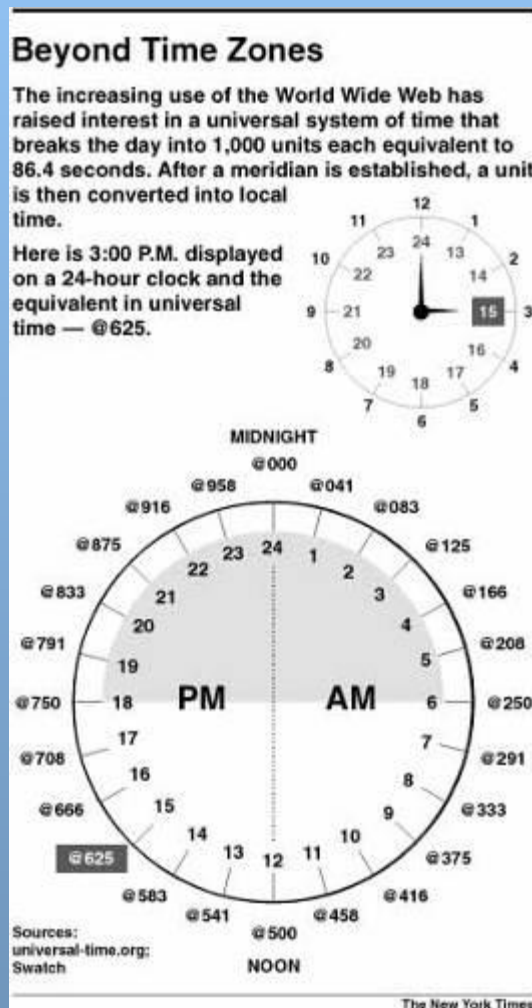 Beyond Time Zones
The increasing use of the World Wide Web has
raised interest in a universal system of time that
breaks the day into 1,000 units each equivalent to
86.4 seconds. After a meridian is established, a unit
is then converted into local
time.
Here is 3:00 P.M. displayed
on a 24-hour clock and the
equivalent in universal
time — @625.
12
11 1
24
23 13
10 2
22 14
9 21 15 3
20 16
8 4
19 17
18
7 5
6
MIDNIGHT
@000
@958 @041
@916 @083
@875 @125
@833 @166
@791 @208
@750 @250
@708 @291
@666 @333
@625 @375
@583 @416
@541 @458
@500
24
23 1
22 2
21 3
20 4
19 5
18 PM AM 6
17 7
16 8
15 9
14 10
13 11
12
NOON
Sources:
universal-time.org;
Swatch
The New York Times